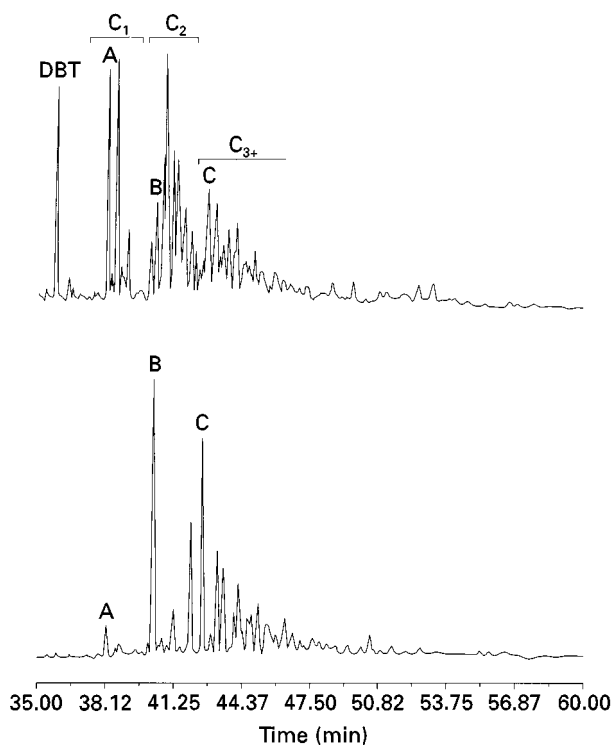 C1 C2
DBT A
C3+
B C
B
C
A
35.00 38.12 41.25 44.37 47.50 50.82 53.75 56.87 60.00
Time (min)